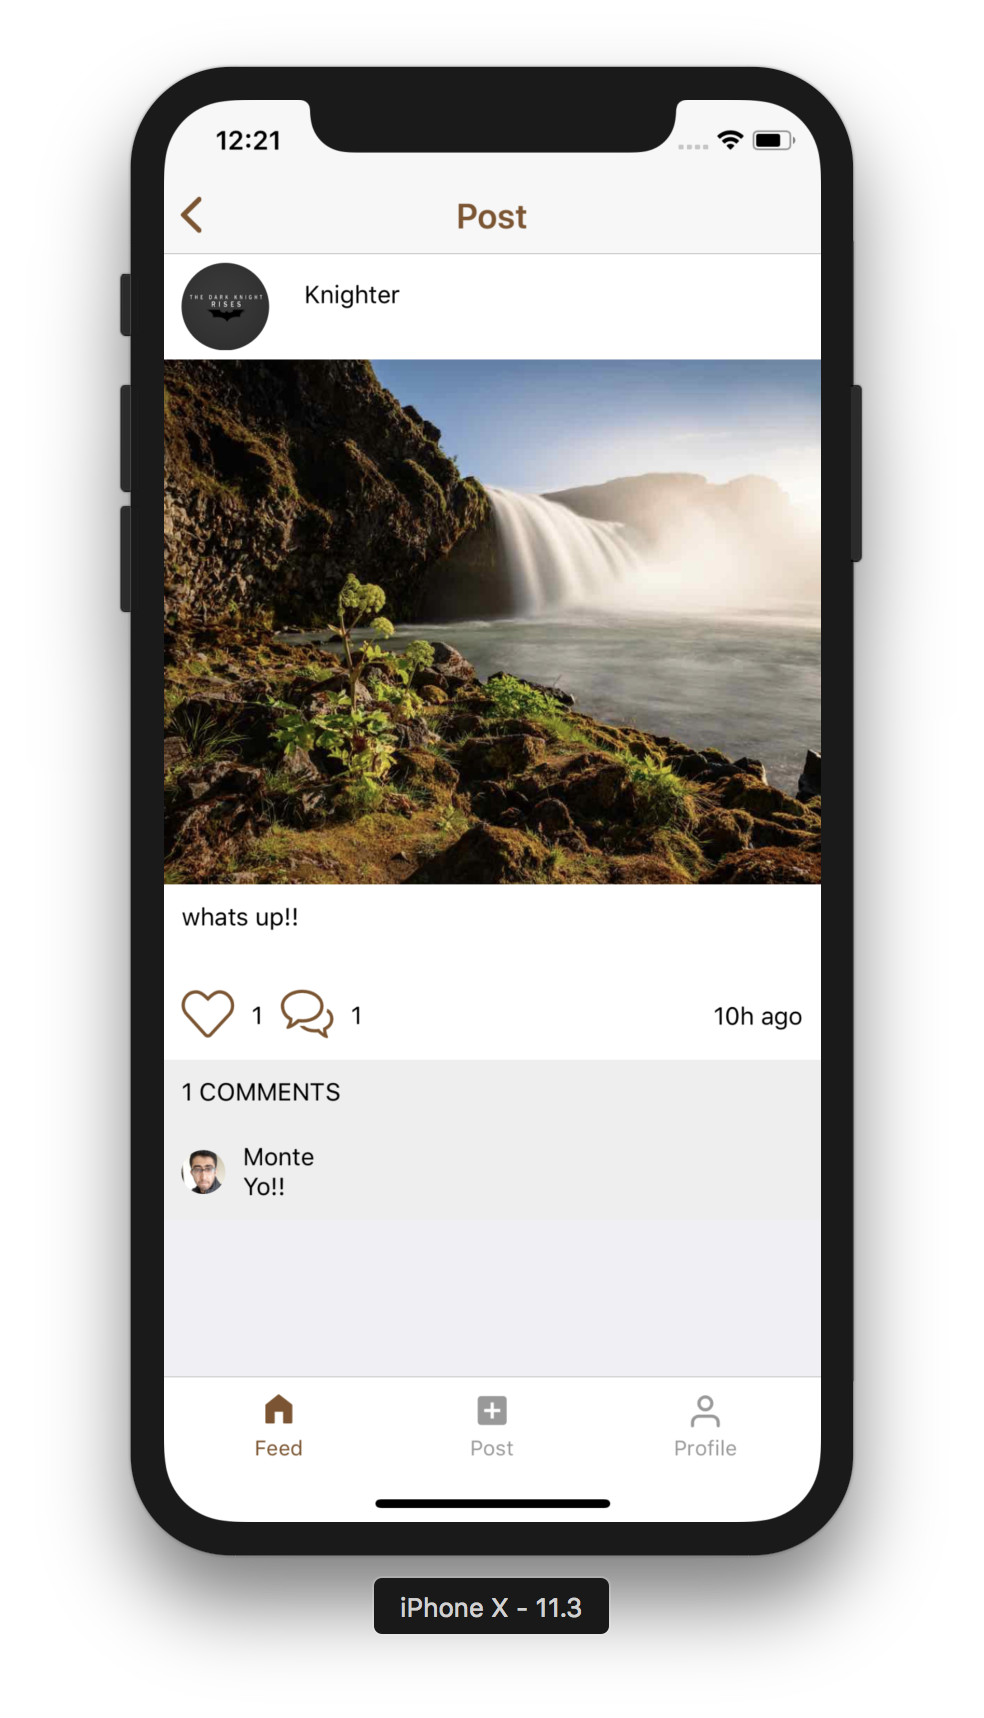 12:21
Post
THE DARK KNIGHT
RISES
Knighter
whats up!!
1 1 10h ago
1 COMMENTS
Monte
Yo!!
Feed Post Profile
iPhone X - 11.3